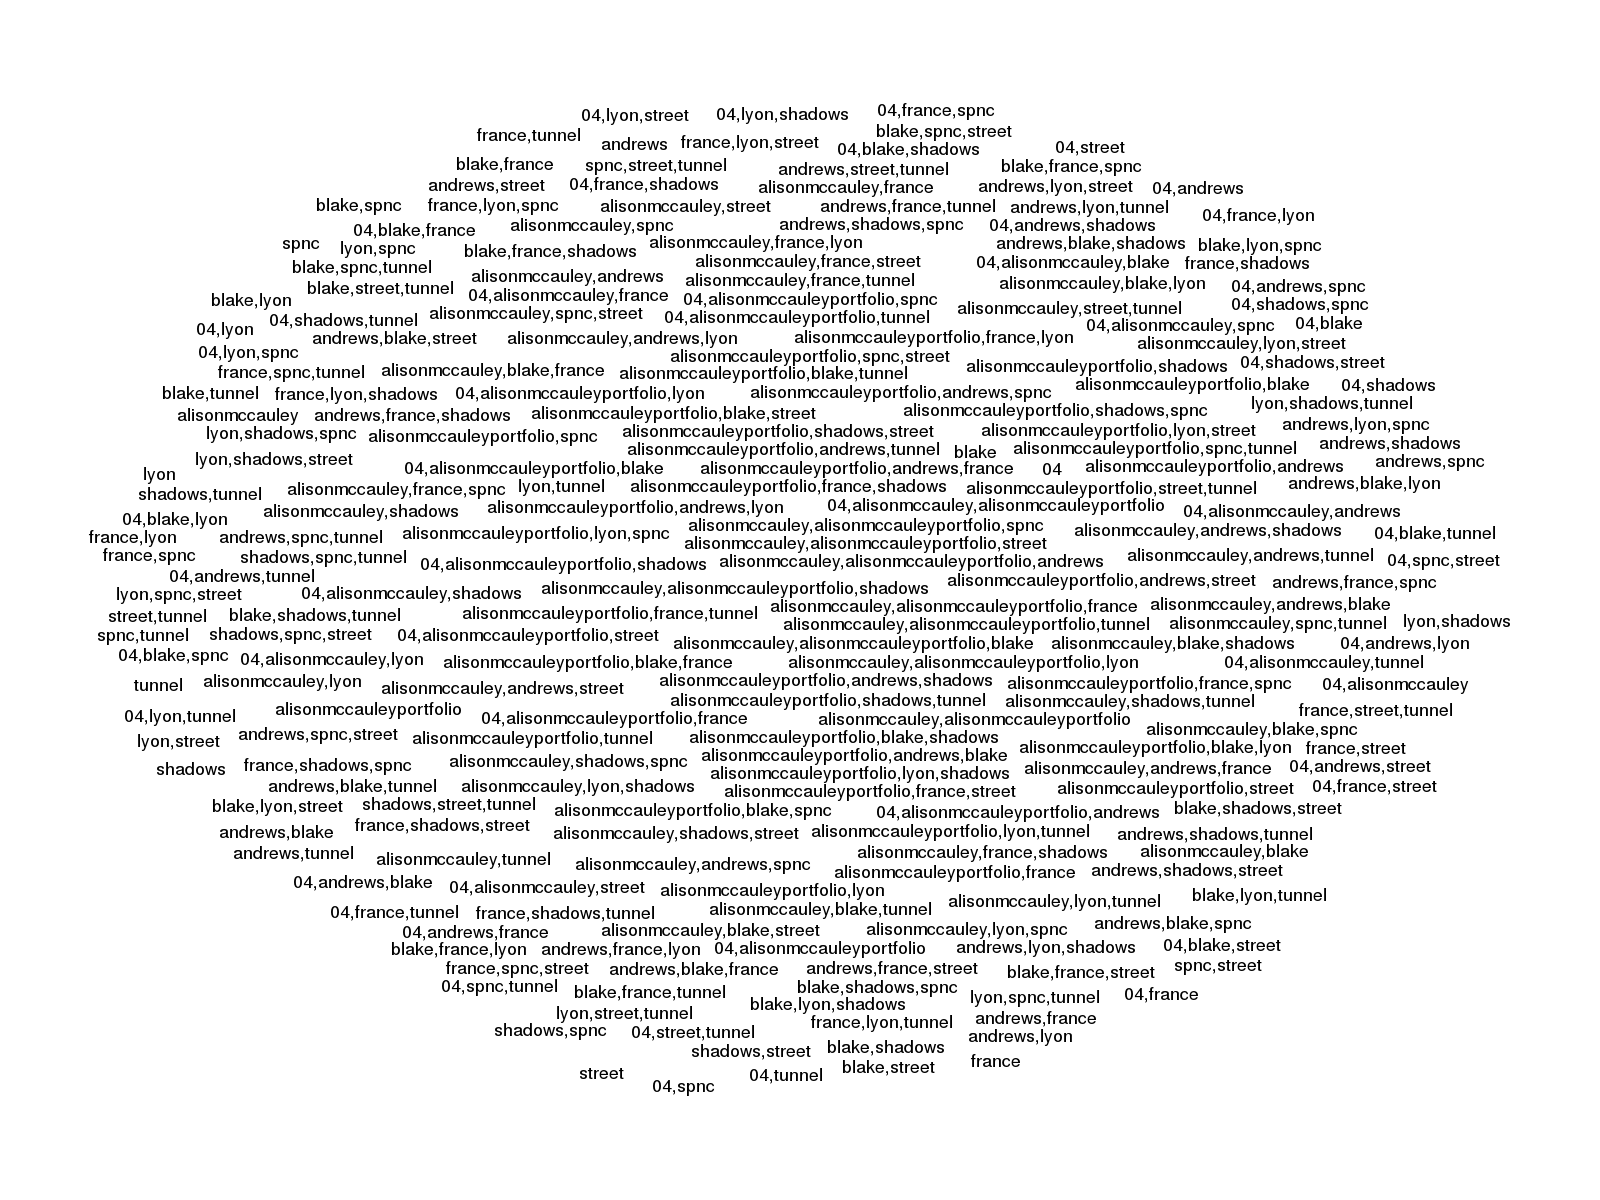 04,lyon,street 04,lyon,shadows 04,france,spnc
france,tunnel andrews france,lyon,street blake,spnc,street
04,blake,shadows 04,street
blake,france spnc,street,tunnel andrews,street,tunnel blake,france,spnc
andrews,street 04,france,shadows alisonmccauley,france andrews,lyon,street 04,andrews
blake,spnc france,lyon,spnc alisonmccauley,street andrews,france,tunnel andrews,lyon,tunnel 04,france,lyon
04,blake,france alisonmccauley,spnc andrews,shadows,spnc 04,andrews,shadows
spnc lyon,spnc blake,france,shadows alisonmccauley,france,lyon andrews,blake,shadows blake,lyon,spnc
blake,spnc,tunnel alisonmccauley,france,street 04,alisonmccauley,blake france,shadows
blake,street,tunnel alisonmccauley,andrews alisonmccauley,france,tunnel alisonmccauley,blake,lyon 04,andrews,spnc
blake,lyon 04,alisonmccauley,france 04,alisonmccauleyportfolio,spnc 04,shadows,spnc
04,shadows,tunnel alisonmccauley,spnc,street 04,alisonmccauleyportfolio,tunnel alisonmccauley,street,tunnel
04,lyon 04,alisonmccauley,spnc 04,blake
andrews,blake,street alisonmccauley,andrews,lyon alisonmccauleyportfolio,france,lyon alisonmccauley,lyon,street
04,lyon,spnc alisonmccauleyportfolio,spnc,street
france,spnc,tunnel alisonmccauley,blake,france alisonmccauleyportfolio,blake,tunnel alisonmccauleyportfolio,shadows 04,shadows,street
blake,tunnel france,lyon,shadows 04,alisonmccauleyportfolio,lyon alisonmccauleyportfolio,andrews,spnc alisonmccauleyportfolio,blake 04,shadows
alisonmccauley andrews,france,shadows alisonmccauleyportfolio,blake,street alisonmccauleyportfolio,shadows,spnc lyon,shadows,tunnel
lyon,shadows,spnc alisonmccauleyportfolio,spnc alisonmccauleyportfolio,shadows,street alisonmccauleyportfolio,lyon,street andrews,lyon,spnc
alisonmccauleyportfolio,andrews,tunnel blake alisonmccauleyportfolio,spnc,tunnel andrews,shadows
lyon,shadows,street 04,alisonmccauleyportfolio,blake alisonmccauleyportfolio,andrews,france 04 alisonmccauleyportfolio,andrews andrews,spnc
lyon
shadows,tunnel alisonmccauley,france,spnc lyon,tunnel alisonmccauleyportfolio,france,shadows alisonmccauleyportfolio,street,tunnel andrews,blake,lyon
alisonmccauley,shadows alisonmccauleyportfolio,andrews,lyon 04,alisonmccauley,alisonmccauleyportfolio 04,alisonmccauley,andrews
04,blake,lyon alisonmccauley,alisonmccauleyportfolio,spnc
france,lyon andrews,spnc,tunnel alisonmccauleyportfolio,lyon,spnc alisonmccauley,andrews,shadows 04,blake,tunnel
alisonmccauley,alisonmccauleyportfolio,street
france,spnc shadows,spnc,tunnel 04,alisonmccauleyportfolio,shadows alisonmccauley,alisonmccauleyportfolio,andrews alisonmccauley,andrews,tunnel 04,spnc,street
04,andrews,tunnel alisonmccauleyportfolio,andrews,street andrews,france,spnc
lyon,spnc,street 04,alisonmccauley,shadows alisonmccauley,alisonmccauleyportfolio,shadows
street,tunnel blake,shadows,tunnel alisonmccauleyportfolio,france,tunnel alisonmccauley,alisonmccauleyportfolio,france alisonmccauley,andrews,blake
alisonmccauley,alisonmccauleyportfolio,tunnel alisonmccauley,spnc,tunnel lyon,shadows
spnc,tunnel shadows,spnc,street 04,alisonmccauleyportfolio,street alisonmccauley,alisonmccauleyportfolio,blake alisonmccauley,blake,shadows 04,andrews,lyon
04,blake,spnc 04,alisonmccauley,lyon alisonmccauleyportfolio,blake,france alisonmccauley,alisonmccauleyportfolio,lyon 04,alisonmccauley,tunnel
tunnel alisonmccauley,lyon alisonmccauley,andrews,street alisonmccauleyportfolio,andrews,shadows alisonmccauleyportfolio,france,spnc 04,alisonmccauley
alisonmccauleyportfolio alisonmccauleyportfolio,shadows,tunnel alisonmccauley,shadows,tunnel france,street,tunnel
04,lyon,tunnel 04,alisonmccauleyportfolio,france alisonmccauley,alisonmccauleyportfolio alisonmccauley,blake,spnc
lyon,street andrews,spnc,street alisonmccauleyportfolio,tunnel alisonmccauleyportfolio,blake,shadows alisonmccauleyportfolio,blake,lyon france,street
alisonmccauleyportfolio,andrews,blake
shadows france,shadows,spnc alisonmccauley,shadows,spnc alisonmccauleyportfolio,lyon,shadows alisonmccauley,andrews,france 04,andrews,street
andrews,blake,tunnel alisonmccauley,lyon,shadows alisonmccauleyportfolio,france,street alisonmccauleyportfolio,street 04,france,street
blake,lyon,street shadows,street,tunnel alisonmccauleyportfolio,blake,spnc 04,alisonmccauleyportfolio,andrews blake,shadows,street
andrews,blake france,shadows,street alisonmccauley,shadows,street alisonmccauleyportfolio,lyon,tunnel andrews,shadows,tunnel
andrews,tunnel alisonmccauley,tunnel alisonmccauley,andrews,spnc alisonmccauley,france,shadows alisonmccauley,blake
alisonmccauleyportfolio,france andrews,shadows,street
04,andrews,blake 04,alisonmccauley,street alisonmccauleyportfolio,lyon alisonmccauley,lyon,tunnel blake,lyon,tunnel
04,france,tunnel france,shadows,tunnel alisonmccauley,blake,tunnel
04,andrews,france alisonmccauley,blake,street alisonmccauley,lyon,spnc andrews,blake,spnc
blake,france,lyon andrews,france,lyon 04,alisonmccauleyportfolio andrews,lyon,shadows 04,blake,street
france,spnc,street andrews,blake,france andrews,france,street blake,france,street spnc,street
04,spnc,tunnel blake,france,tunnel blake,shadows,spnc lyon,spnc,tunnel 04,france
lyon,street,tunnel blake,lyon,shadows
shadows,spnc 04,street,tunnel france,lyon,tunnel andrews,france
andrews,lyon
shadows,street blake,shadows
street 04,tunnel blake,street france
04,spnc